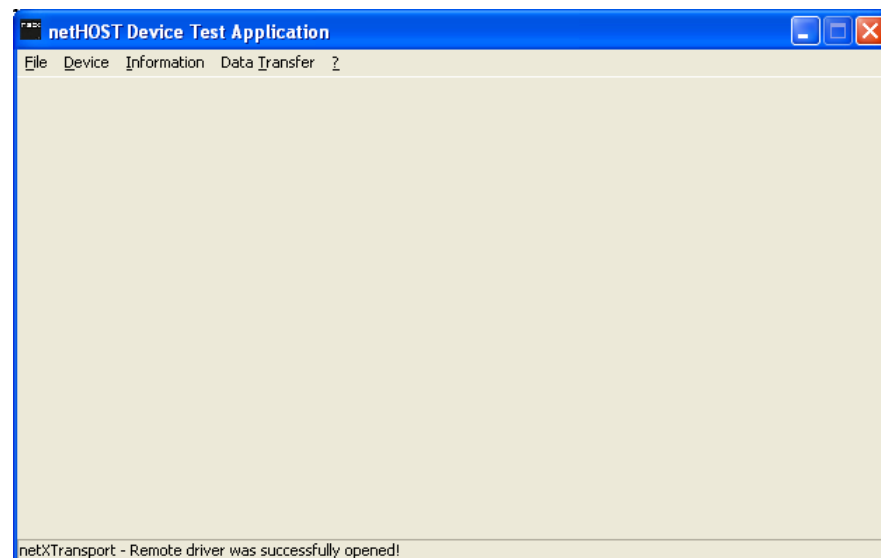 netHOST Device Test Application
File Device Information Data Transfer ?
netXTransport - Remote driver was successfully opened!